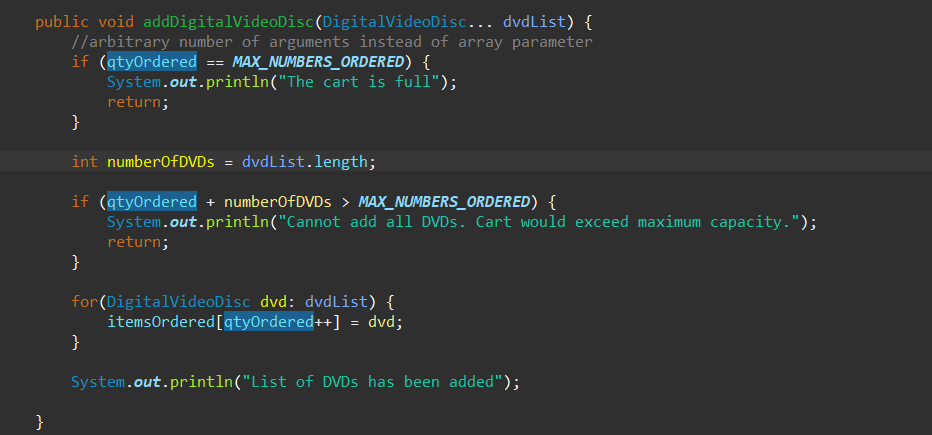 public void addDigitalVideoDisc(DigitalVideoDisc... dvdList) {
    //arbitrary number of arguments instead of array parameter
    if (qtyOrdered == MAX_NUMBERS_ORDERED) {
        System.out.println("The cart is full");
        return;
    }
    int numberOfDVDs = dvdList.length;
    if (qtyOrdered + numberOfDVDs > MAX_NUMBERS_ORDERED) {
        System.out.println("Cannot add all DVDs. Cart would exceed maximum capacity.");
        return;
    }
    for(DigitalVideoDisc dvd: dvdList) {
        itemsOrdered[qtyOrdered++] = dvd;
    }
    System.out.println("List of DVDs has been added");
}